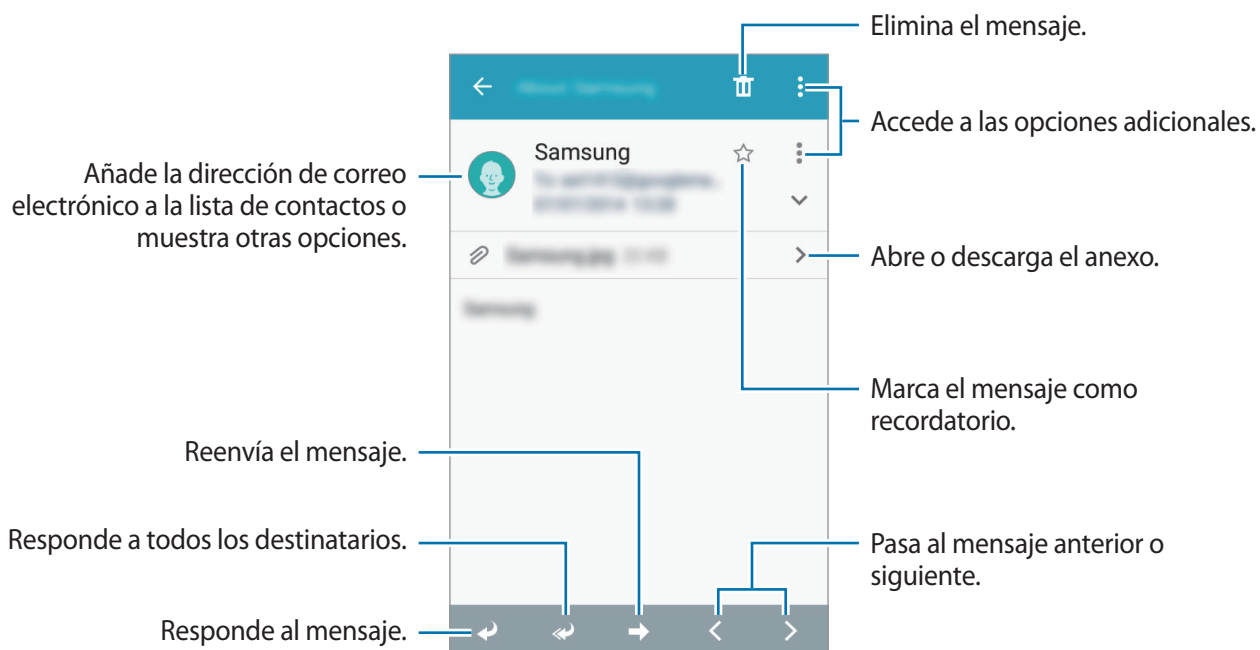 Elimina el mensaje.
Accede a las opciones adicionales.
Samsung
Añade la dirección de correo
electrónico a la lista de contactos o
muestra otras opciones.
Abre o descarga el anexo.
Marca el mensaje como
recordatorio.
Reenvía el mensaje.
Responde a todos los destinatarios.
Pasa al mensaje anterior o
siguiente.
Responde al mensaje.